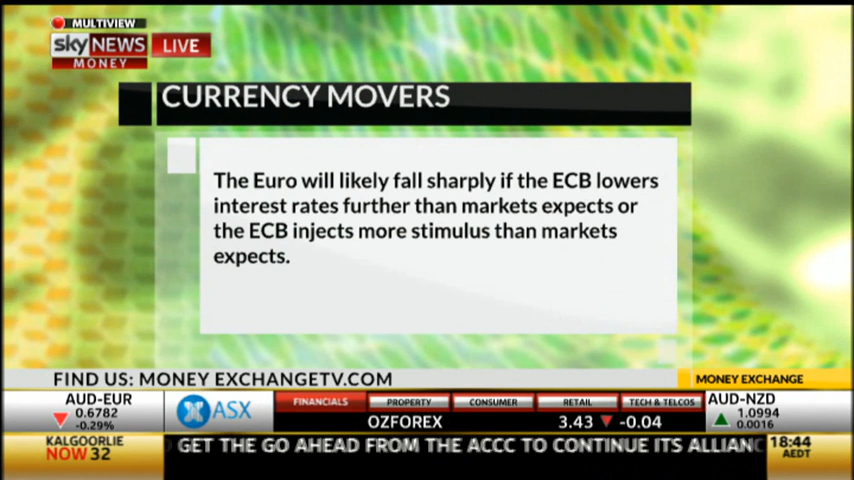 MULTIVIEW
sky NEWS LIVE
MONEY
CURRENCY MOVERS
The Euro will likely fall sharply if the ECB lowers
interest rates further than markets expects or
the ECB injects more stimulus than markets
expects.
FIND US: MONEY EXCHANGETV.COM
MONEY EXCHANGE
AUD-EUR
0.6782
-0.29%
ASX
FINANCIALS PROPERTY CONSUMER RETAIL TECH & TELCOS
OZFOREX 3.43 -0.04
AUD-NZD
1.0994
0.0016
KALGOORLIE
NOW 32
GET THE GO AHEAD FROM THE ACCC TO CONTINUE ITS ALLIANC
18:44
AEDT